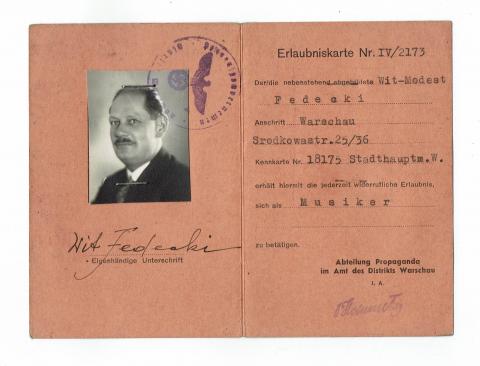 Wit Fedecki
• Eigenhändige Unterschrift
Erlaubniskarte Nr. IV/2173
Der/die nebenstehend abgebildete Wit-Modest
Fedecki
Anschrift Warschau
Srodkowastr.25/36
Kennkarte Nr. 18175 Stadthauptm.W.
erhält hiermit die jederzeit widerrufliche Erlaubnis,
sich als Musiker
zu betätigen.
Abteilung Propaganda
im Amt des Distrikts Warschau
I. A.